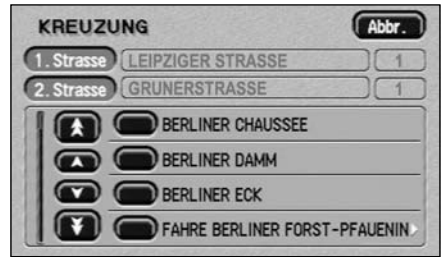 KREUZUNG Abbr.
1. Strasse LEIPZIGER STRASSE 1
2. Strasse GRUNERSTRASSE 1
BERLINER CHAUSSEE
BERLINER DAMM
BERLINER ECK
FAHRE BERLINER FORST-PFAUENIN